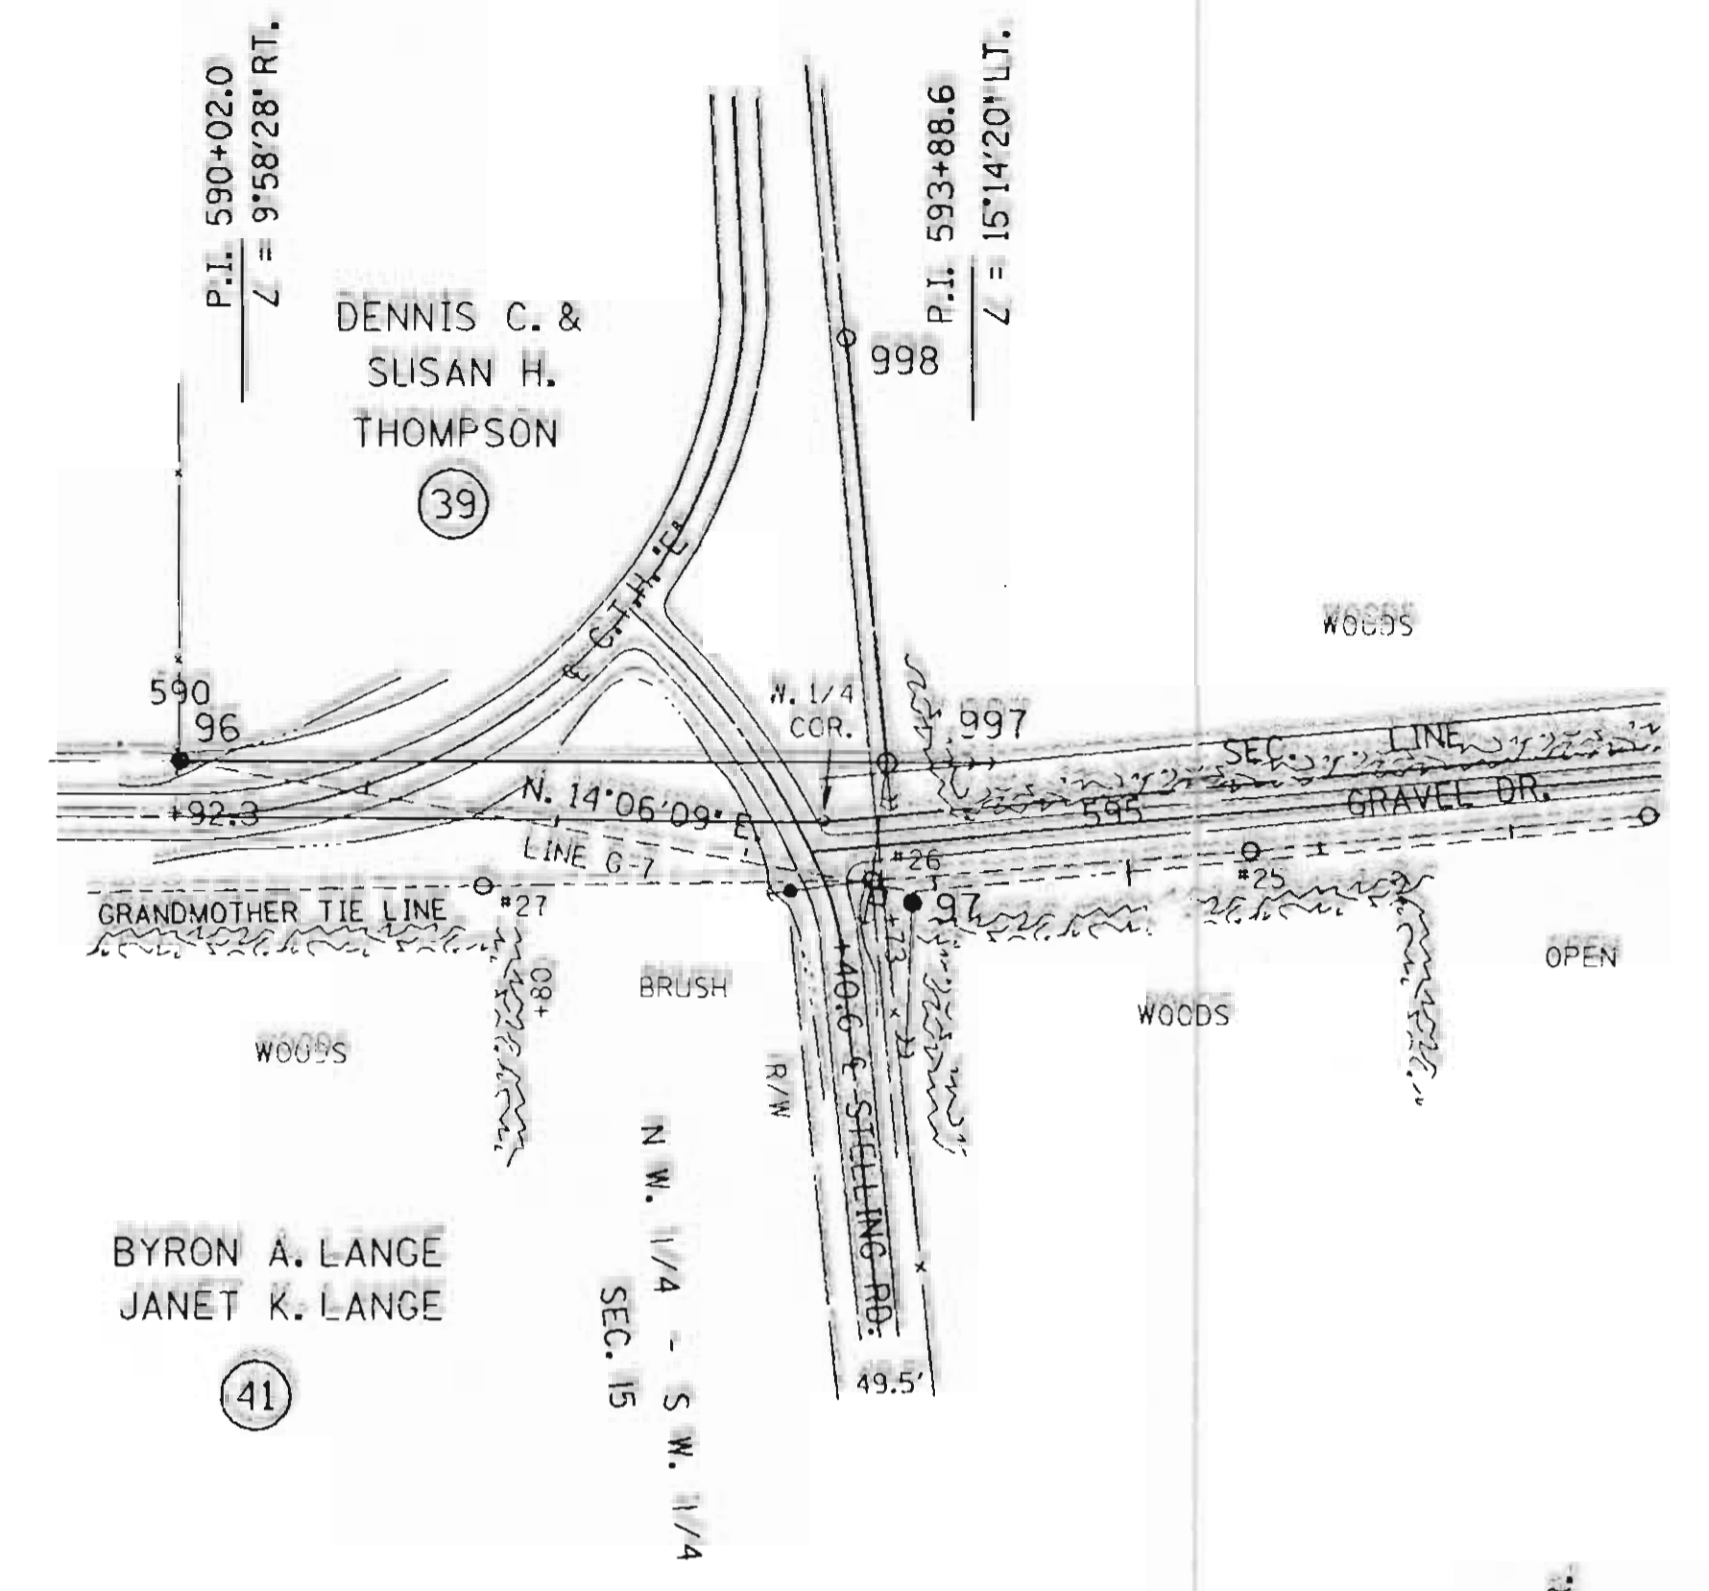 P.I. 590+02.0
∠ = 9°58'28" RT.
P.I. 593+88.6
∠ = 15°14'20" LT.
DENNIS C. &
SUSAN H.
THOMPSON
39
998
℄ C.T.H. "E"
WOODS
590
96
W. 1/4
COR.
997
SEC. LINE
+92.3
N. 14°06'09" E
595
GRAVEL DR.
LINE G-7
#26
#25
#27
GRANDMOTHER TIE LINE
97
+73
+80
BRUSH
+40.6
℄ STELLING RD.
OPEN
WOODS
WOODS
R/W
N W. 1/4 - S W. 1/4
SEC. 15
BYRON A. LANGE
JANET K. LANGE
41
49.5'